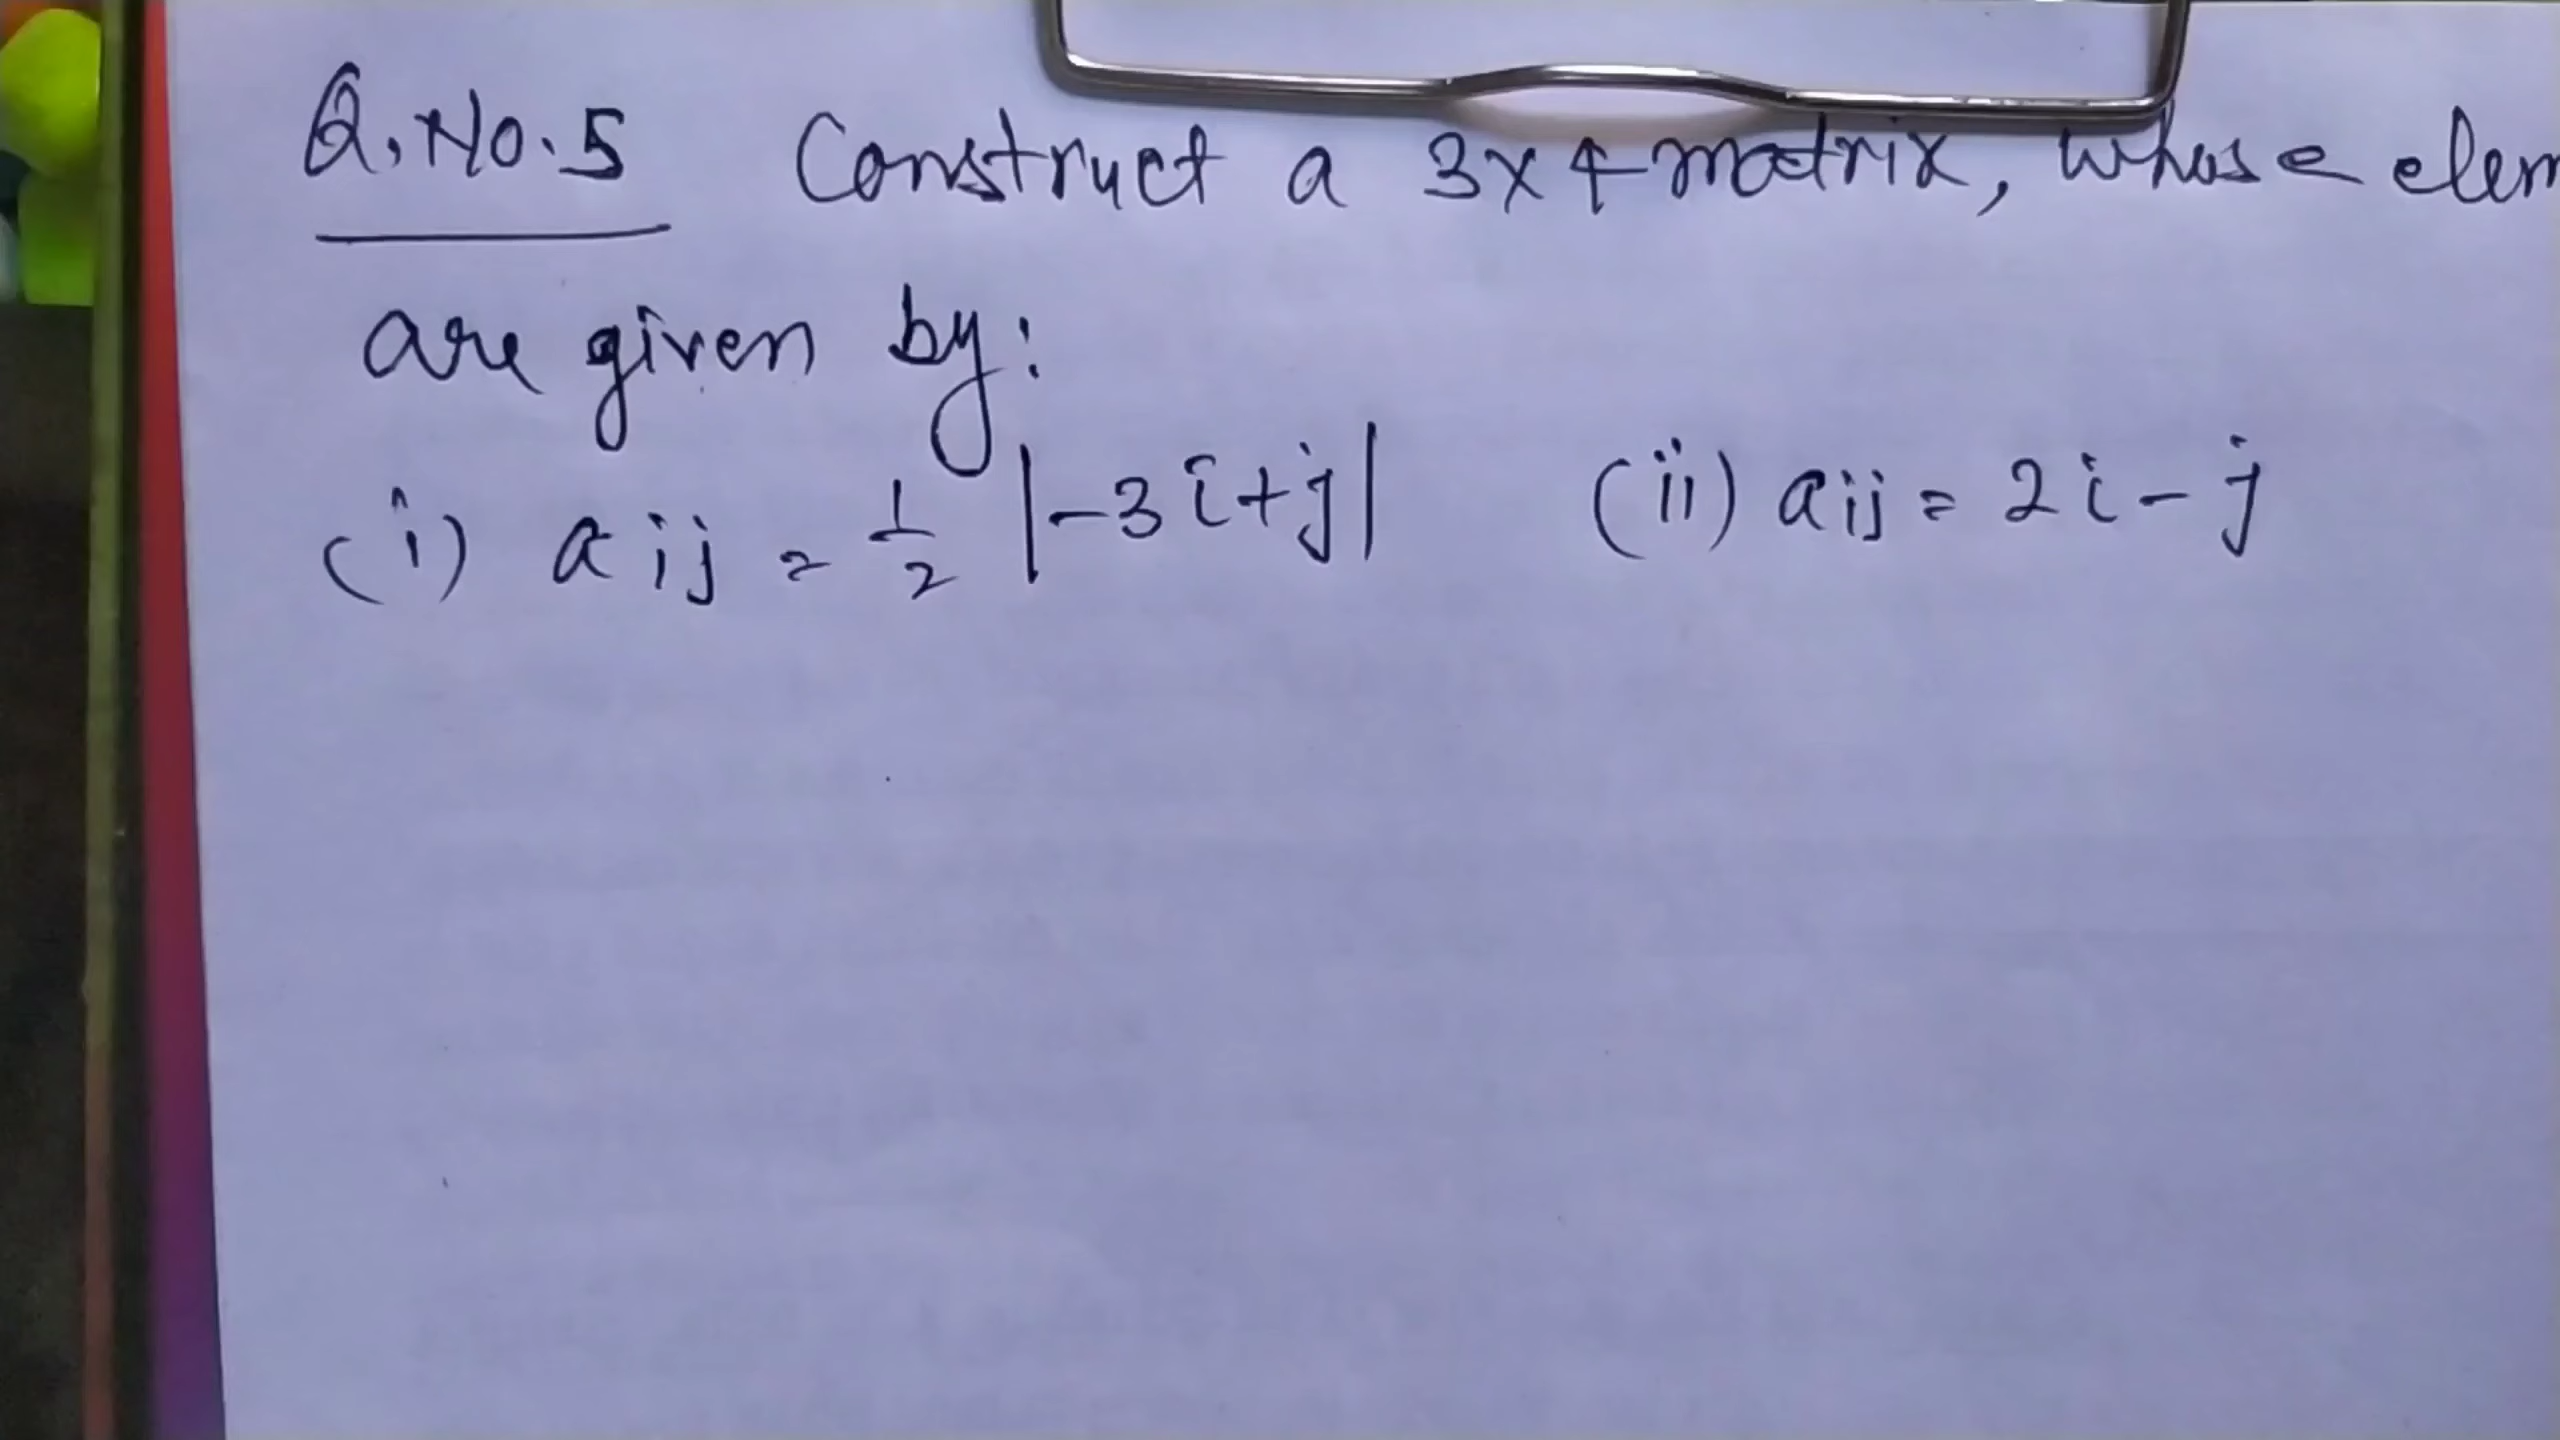 Q.No.5 Construct a 3x4 matrix, whose elem
are given by:
(i) aij = 1/2 |-3i+j| (ii) aij = 2i-j